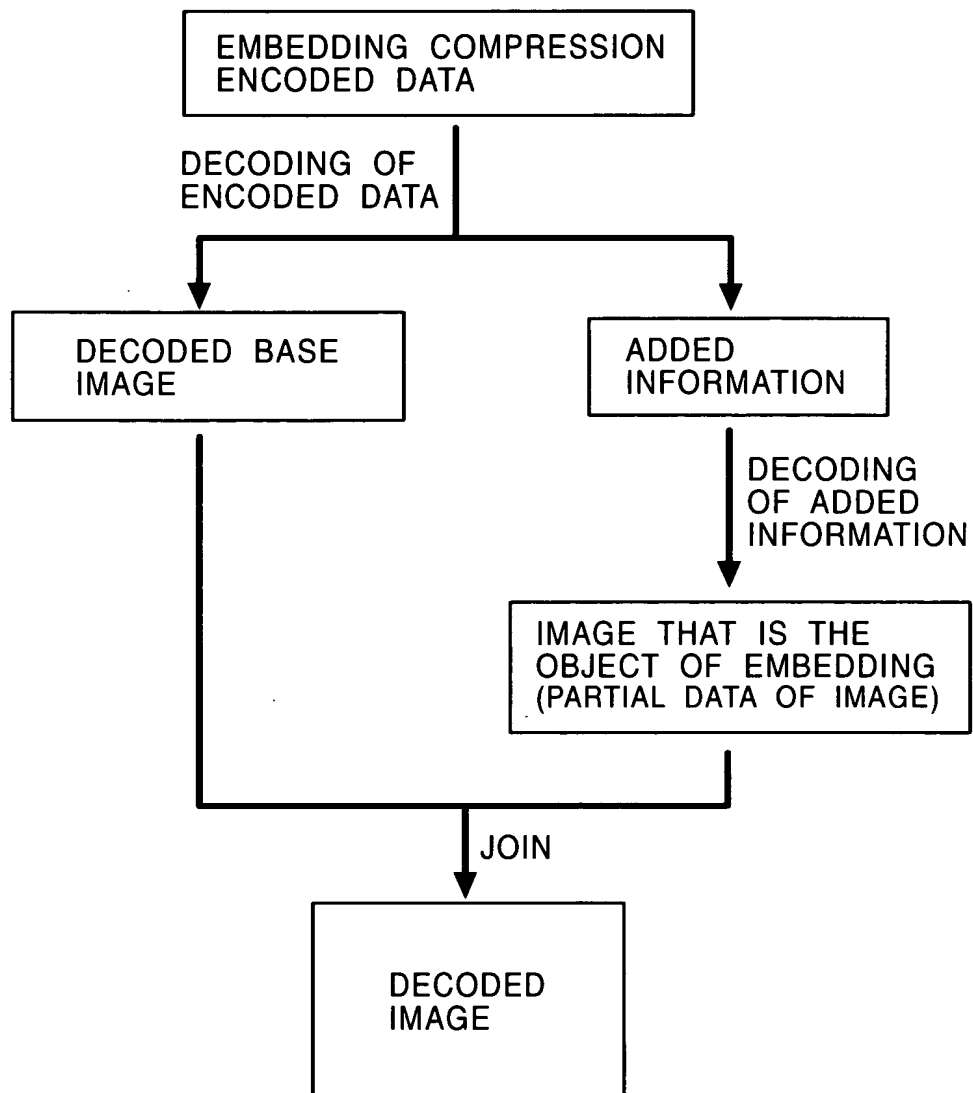 EMBEDDING COMPRESSION
ENCODED DATA
DECODING OF
ENCODED DATA
DECODED BASE
IMAGE
ADDED
INFORMATION
DECODING
OF ADDED
INFORMATION
IMAGE THAT IS THE
OBJECT OF EMBEDDING
(PARTIAL DATA OF IMAGE)
JOIN
DECODED
IMAGE